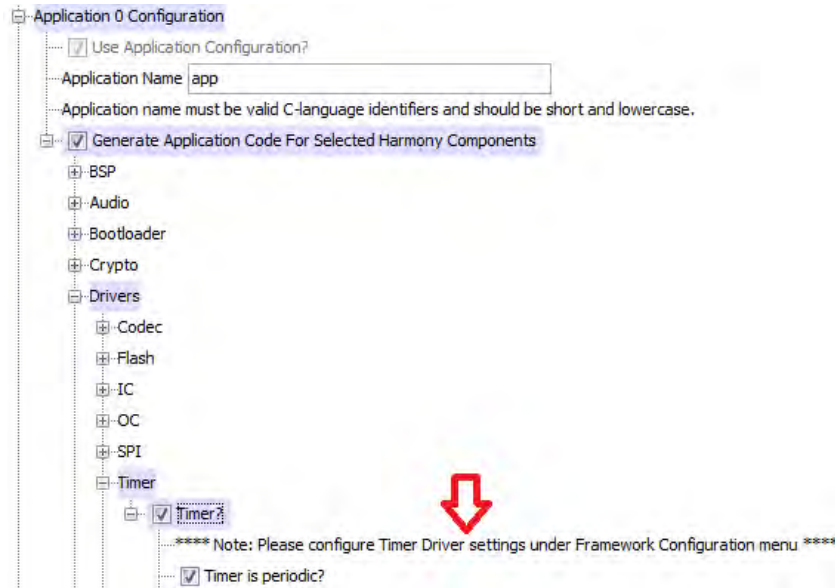 Application 0 Configuration
Use Application Configuration?
Application Name app
Application name must be valid C-language identifiers and should be short and lowercase.
Generate Application Code For Selected Harmony Components
BSP
Audio
Bootloader
Crypto
Drivers
Codec
Flash
IC
OC
SPI
Timer
Timer?
**** Note: Please configure Timer Driver settings under Framework Configuration menu ****
Timer is periodic?